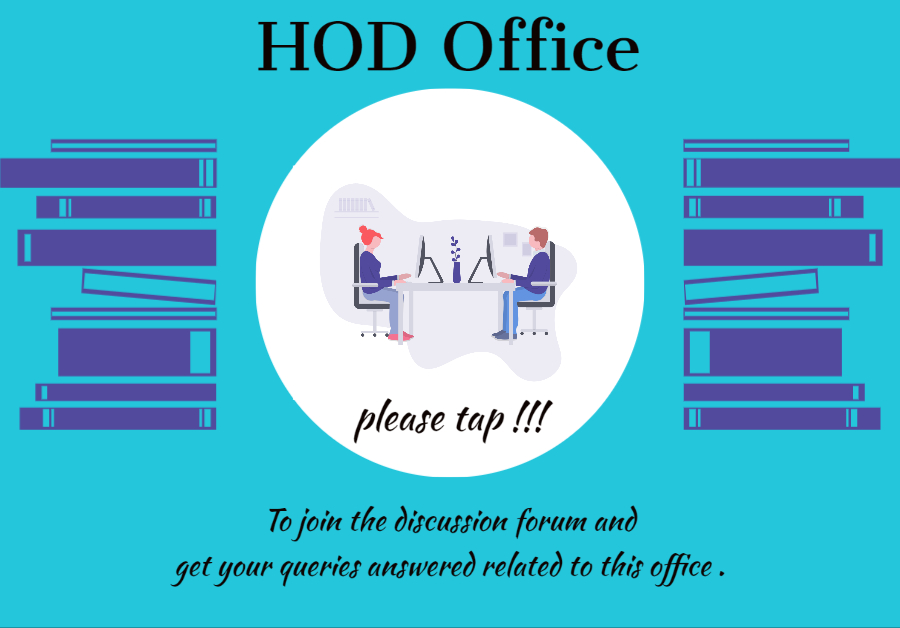 HOD Office
please tap !!!
To join the discussion forum and
get your queries answered related to this office .